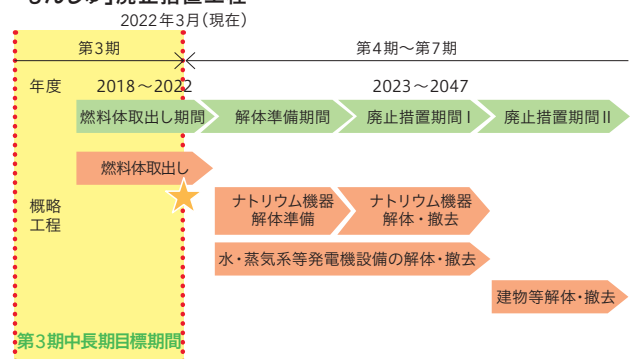 廃止措置工程
2022年3月(現在)
第3期
第4期~第7期
年度
2018~2022
2023~2047
燃料体取出し期間
解体準備期間
廃止措置期間Ⅰ
廃止措置期間Ⅱ
燃料体取出し
概略
工程
ナトリウム機器
解体準備
ナトリウム機器
解体・撤去
水・蒸気系等発電機設備の解体・撤去
建物等解体・撤去
第3期中長期目標期間